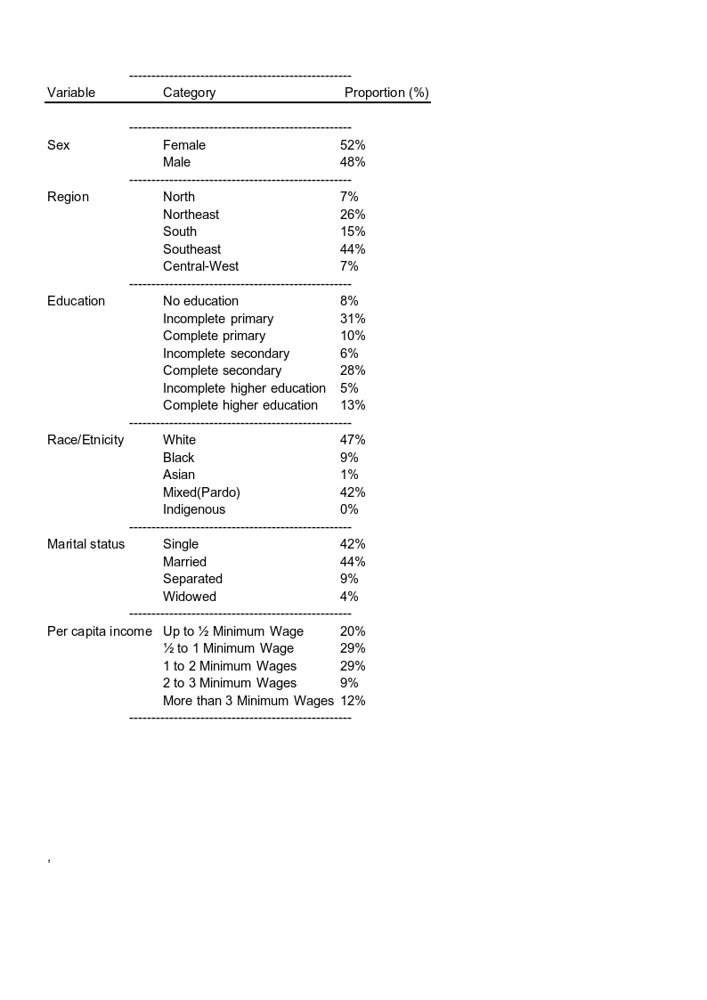 --------------------------------------------------
Variable Category Proportion (%)
--------------------------------------------------
Sex Female 52%
Male 48%
--------------------------------------------------
Region North 7%
Northeast 26%
South 15%
Southeast 44%
Central-West 7%
--------------------------------------------------
Education No education 8%
Incomplete primary 31%
Complete primary 10%
Incomplete secondary 6%
Complete secondary 28%
Incomplete higher education 5%
Complete higher education 13%
--------------------------------------------------
Race/Etnicity White 47%
Black 9%
Asian 1%
Mixed(Pardo) 42%
Indigenous 0%
--------------------------------------------------
Marital status Single 42%
Married 44%
Separated 9%
Widowed 4%
--------------------------------------------------
Per capita income Up to ½ Minimum Wage 20%
½ to 1 Minimum Wage 29%
1 to 2 Minimum Wages 29%
2 to 3 Minimum Wages 9%
More than 3 Minimum Wages 12%
--------------------------------------------------
,